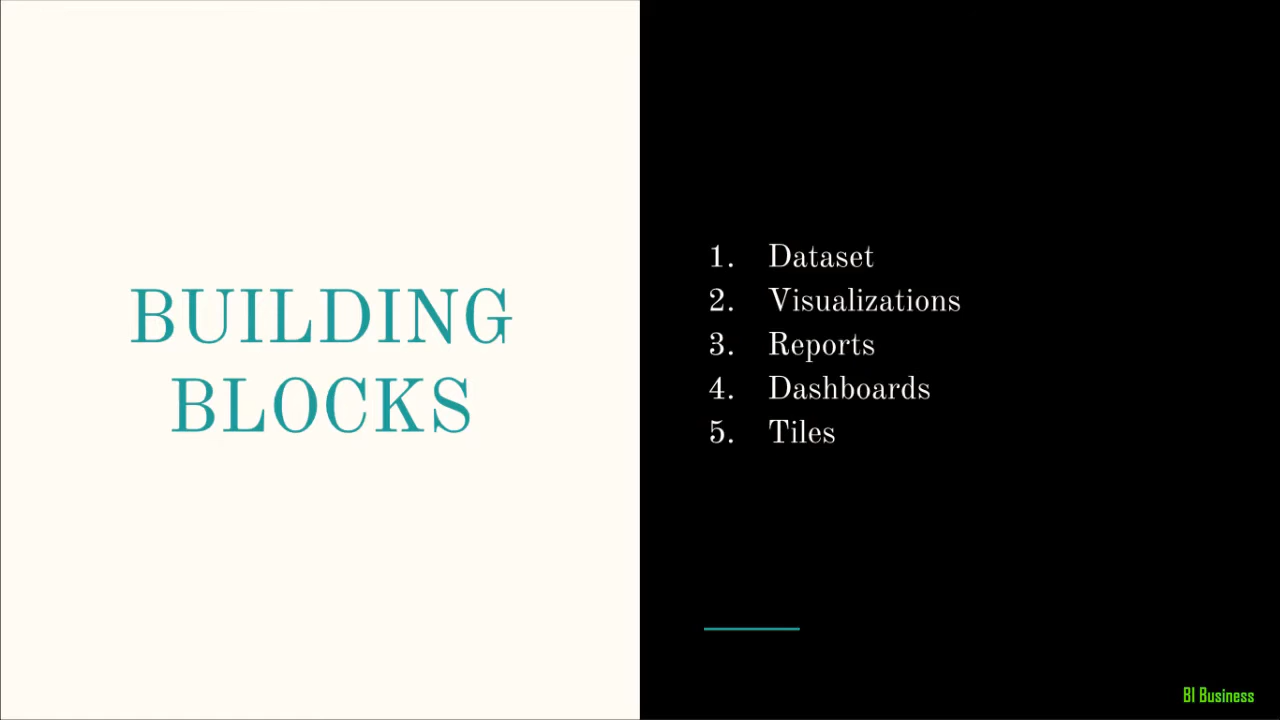 BUILDING
BLOCKS
1. Dataset
2. Visualizations
3. Reports
4. Dashboards
5. Tiles
BI Business